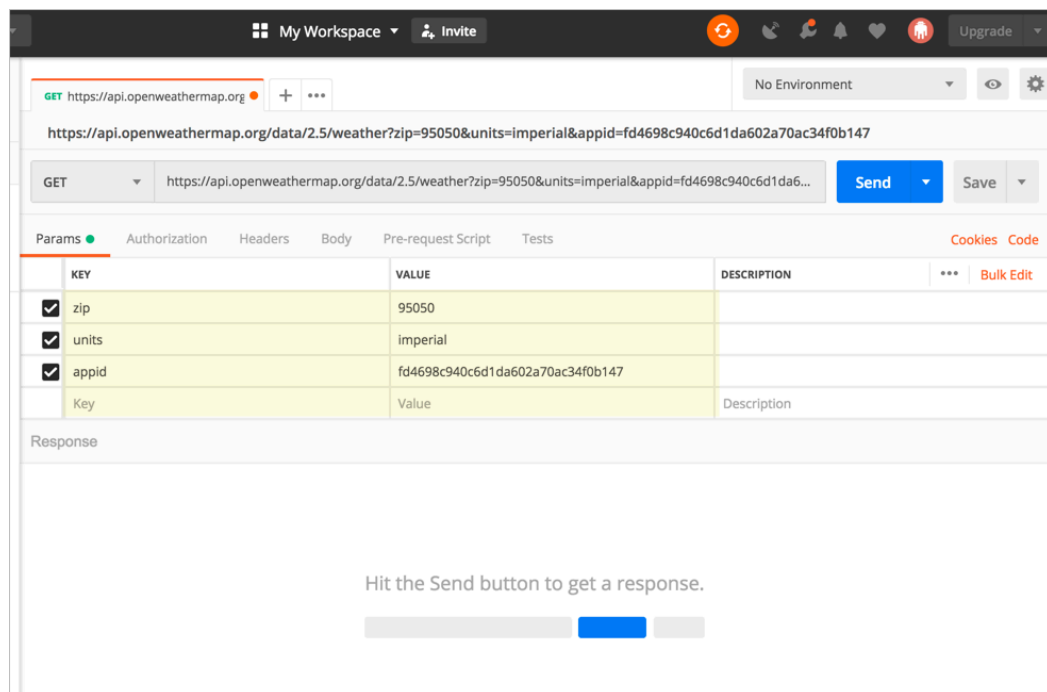 My Workspace Invite Upgrade
GET https://api.openweathermap.org + ••• No Environment
https://api.openweathermap.org/data/2.5/weather?zip=95050&units=imperial&appid=fd4698c940c6d1da602a70ac34f0b147
GET https://api.openweathermap.org/data/2.5/weather?zip=95050&units=imperial&appid=fd4698c940c6d1da6... Send Save
Params Authorization Headers Body Pre-request Script Tests Cookies Code
KEY VALUE DESCRIPTION ••• Bulk Edit
zip 95050
units imperial
appid fd4698c940c6d1da602a70ac34f0b147
Key Value Description
Response
Hit the Send button to get a response.